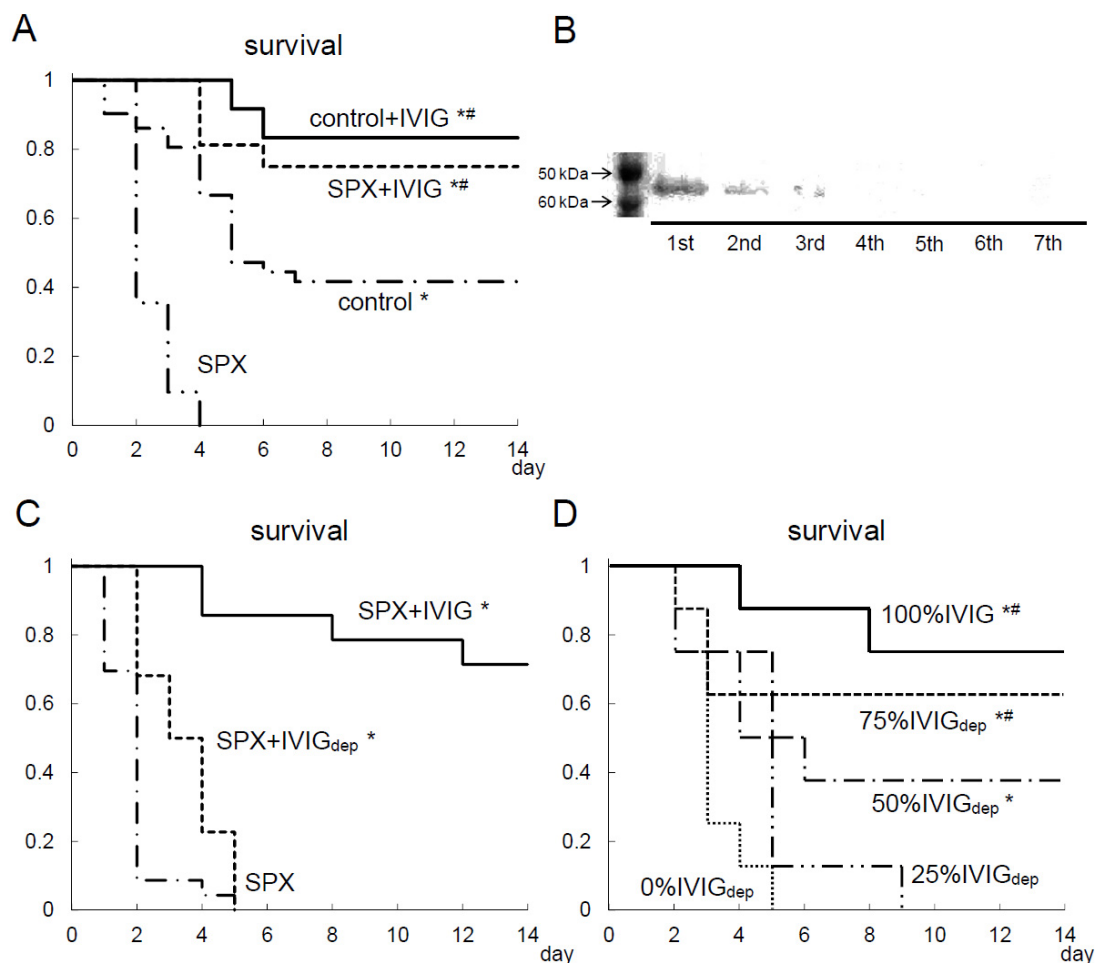 A
survival
1
0.8
0.6
0.4
0.2
0
control+IVIG *#
SPX+IVIG *#
control *
SPX
0 2 4 6 8 10 12 14
day
B
50 kDa→
60 kDa→
1st 2nd 3rd 4th 5th 6th 7th
C
survival
1
0.8
0.6
0.4
0.2
0
SPX+IVIG *
SPX+IVIGdep *
SPX
0 2 4 6 8 10 12 14
day
D
survival
1
0.8
0.6
0.4
0.2
0
100%IVIG *#
75%IVIGdep *#
50%IVIGdep *
0%IVIGdep
25%IVIGdep
0 2 4 6 8 10 12 14
day